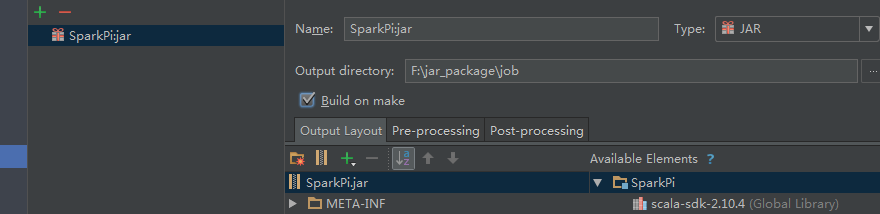 SparkPi:jar
Name: SparkPi:jar Type: JAR
Output directory: F:\jar_package\job ...
Build on make
Output Layout Pre-processing Post-processing
Available Elements ?
SparkPi.jar SparkPi
META-INF scala-sdk-2.10.4 (Global Library)